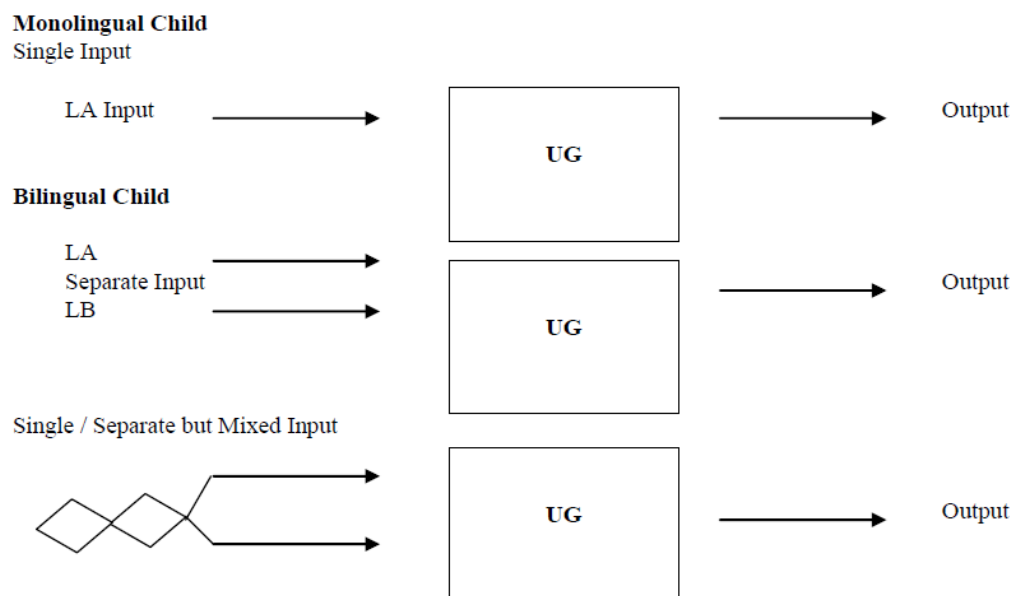 Monolingual Child
Single Input
LA Input
UG
Output
Bilingual Child
LA
Separate Input
LB
UG
Output
Single / Separate but Mixed Input
UG
Output